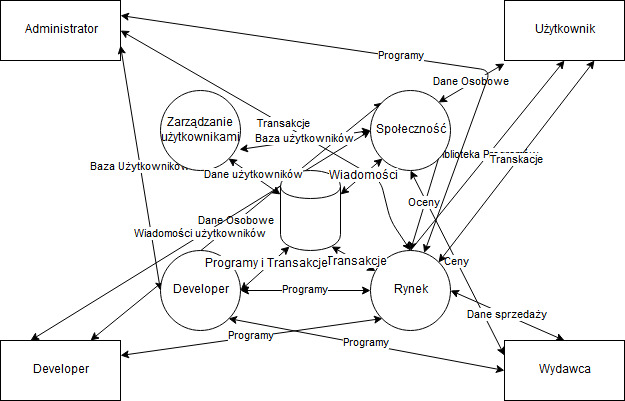 Administrator
Użytkownik
Programy
Dane Osobowe
Zarządzanie
użytkownikami
Transakcje
Baza użytkowników
Społeczność
Baza Użytkowników
Dane użytkowników
Wiadomości
Transkacje
Oceny
Dane Osobowe
Wiadomości użytkowników
Programy i Transakcje
Transakcje
Ceny
Developer
Programy
Rynek
Dane sprzedaży
Programy
Programy
Developer
Wydawca